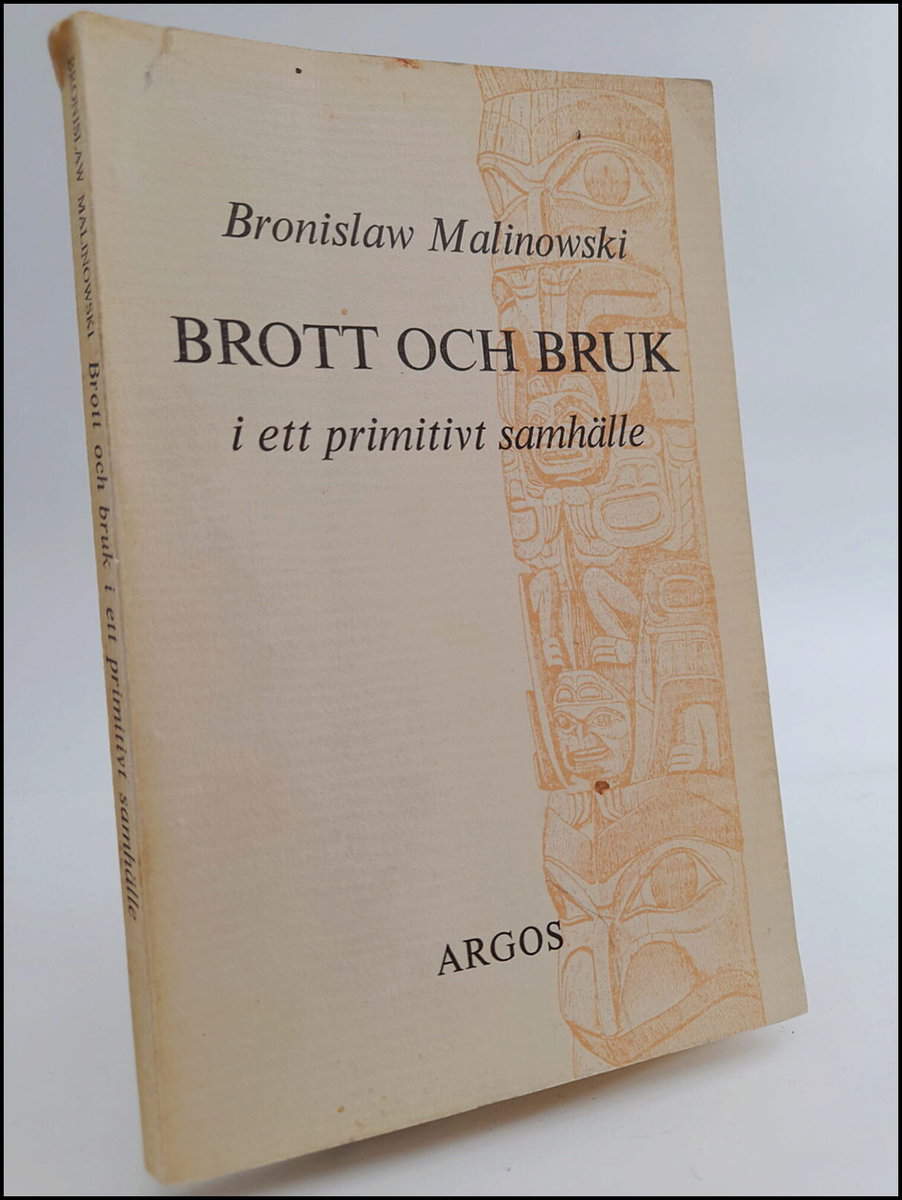 BRONISLAW MALINOWSKI Brott och bruk i ett primitivt samhälle
Bronislaw Malinowski
BROTT OCH BRUK
i ett primitivt samhälle
ARGOS